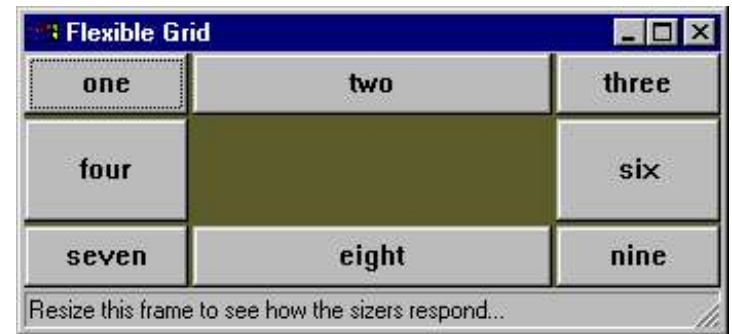 Flexible Grid
one two three
four six
seven eight nine
Resize this frame to see how the sizers respond...